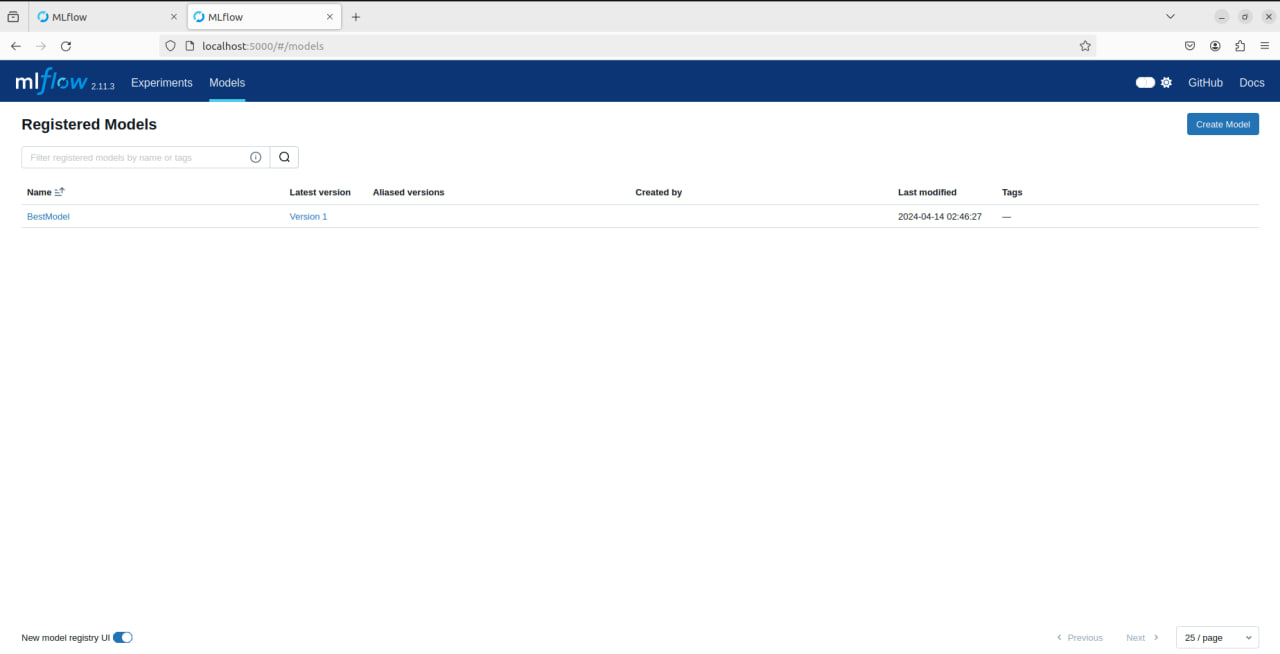 MLflow
MLflow
localhost:5000/#/models
mlflow 2.11.3 Experiments Models GitHub Docs
Registered Models
Create Model
Filter registered models by name or tags
Name Latest version Aliased versions Created by Last modified Tags
BestModel Version 1 2024-04-14 02:46:27 —
New model registry UI
Previous Next 25 / page